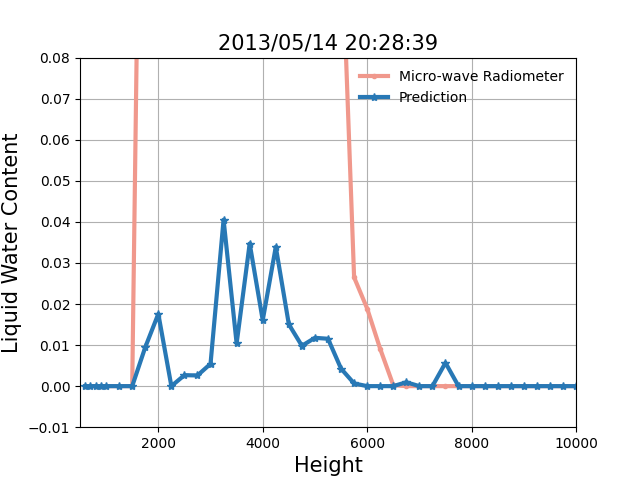 2013/05/14 20:28:39
Micro-wave Radiometer
Prediction
Liquid Water Content
0.08
0.07
0.06
0.05
0.04
0.03
0.02
0.01
0.00
−0.01
2000 4000 6000 8000 10000
Height